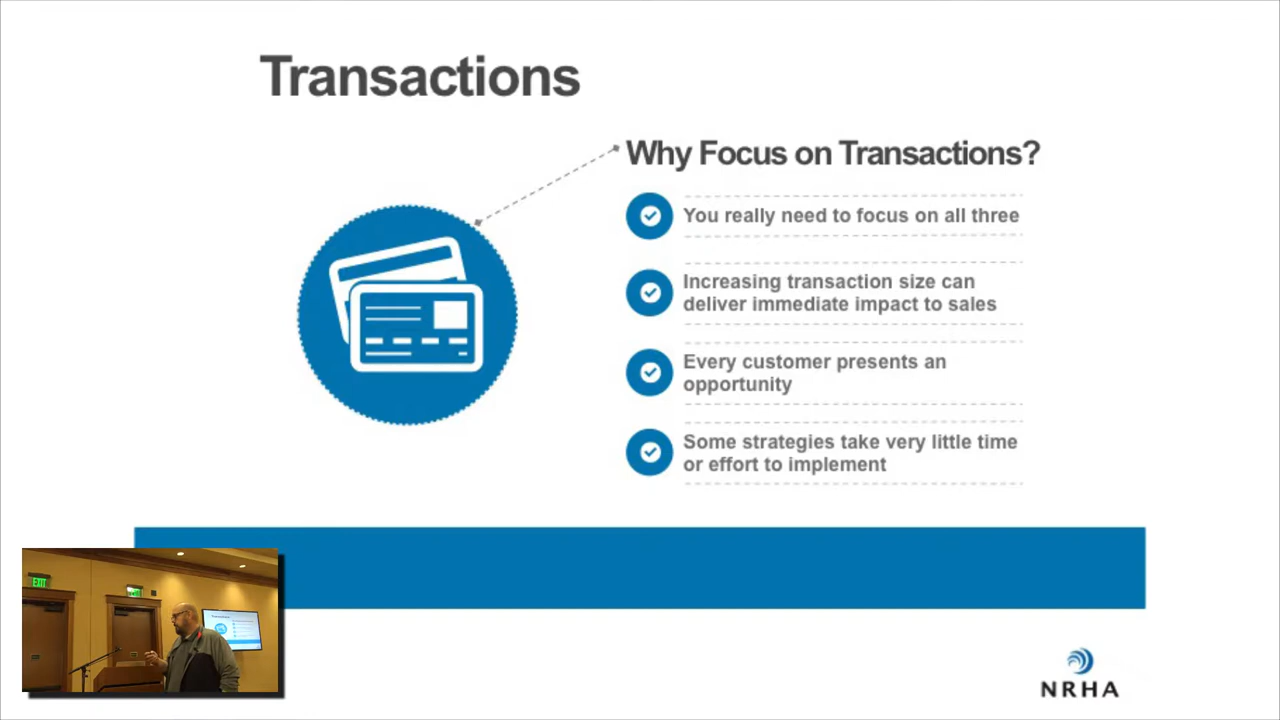 Transactions
Why Focus on Transactions?
You really need to focus on all three
Increasing transaction size can
deliver immediate impact to sales
Every customer presents an
opportunity
Some strategies take very little time
or effort to implement
EXIT
NRHA